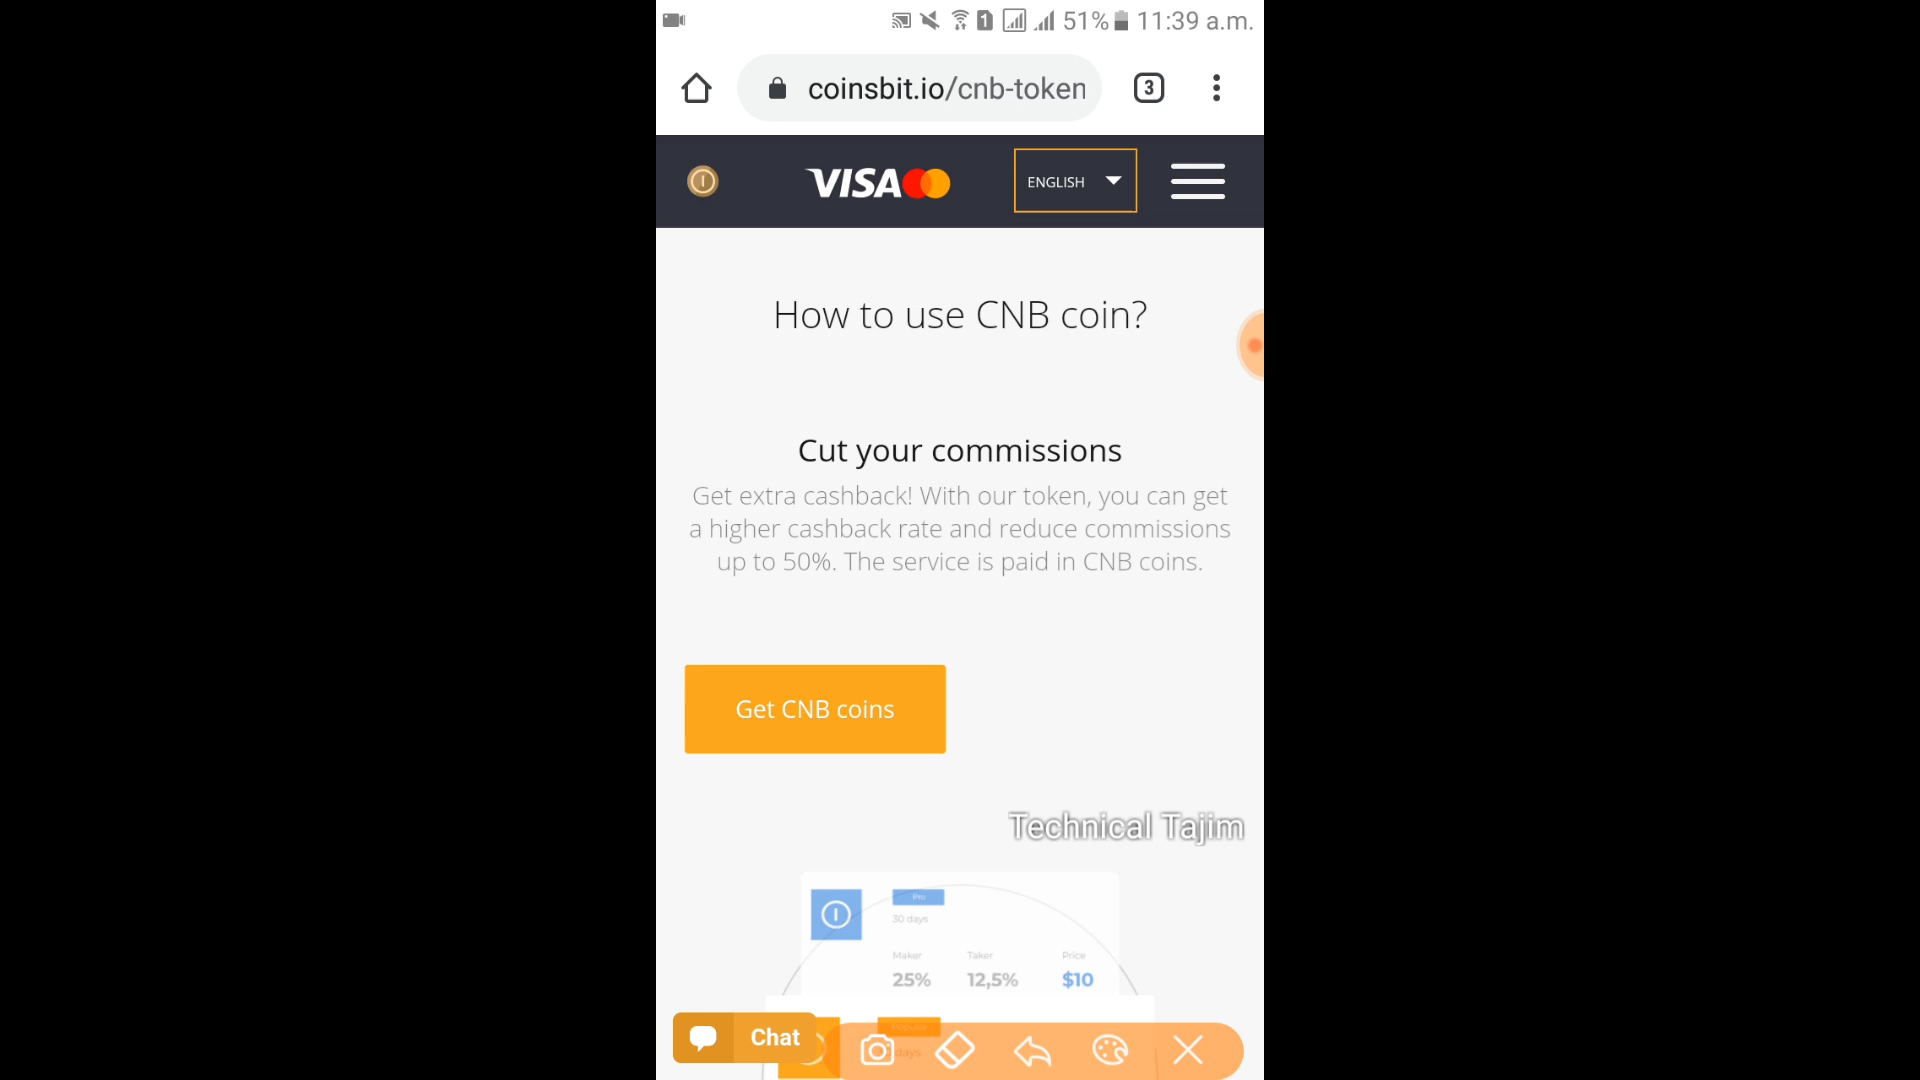 1
51%
11:39 a.m.
coinsbit.io/cnb-token
3
VISA
ENGLISH
How to use CNB coin?
Cut your commissions
Get extra cashback! With our token, you can get
a higher cashback rate and reduce commissions
up to 50%. The service is paid in CNB coins.
Get CNB coins
Technical Tajim
Pro
30 days
Maker
Taker
Price
25%
12,5%
$10
Chat
days